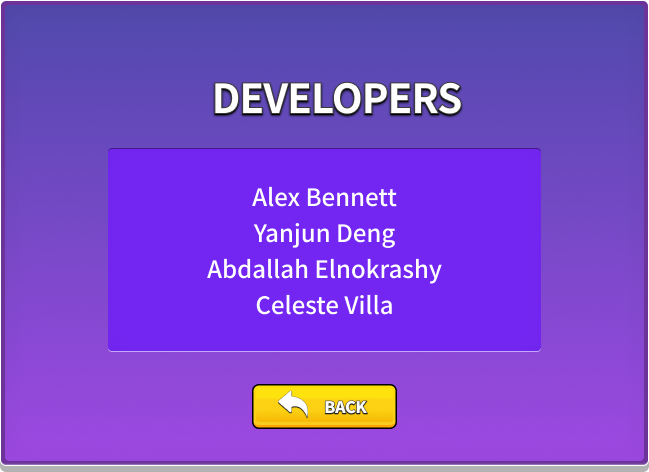 DEVELOPERS
Alex Bennett
Yanjun Deng
Abdallah Elnokrashy
Celeste Villa
BACK